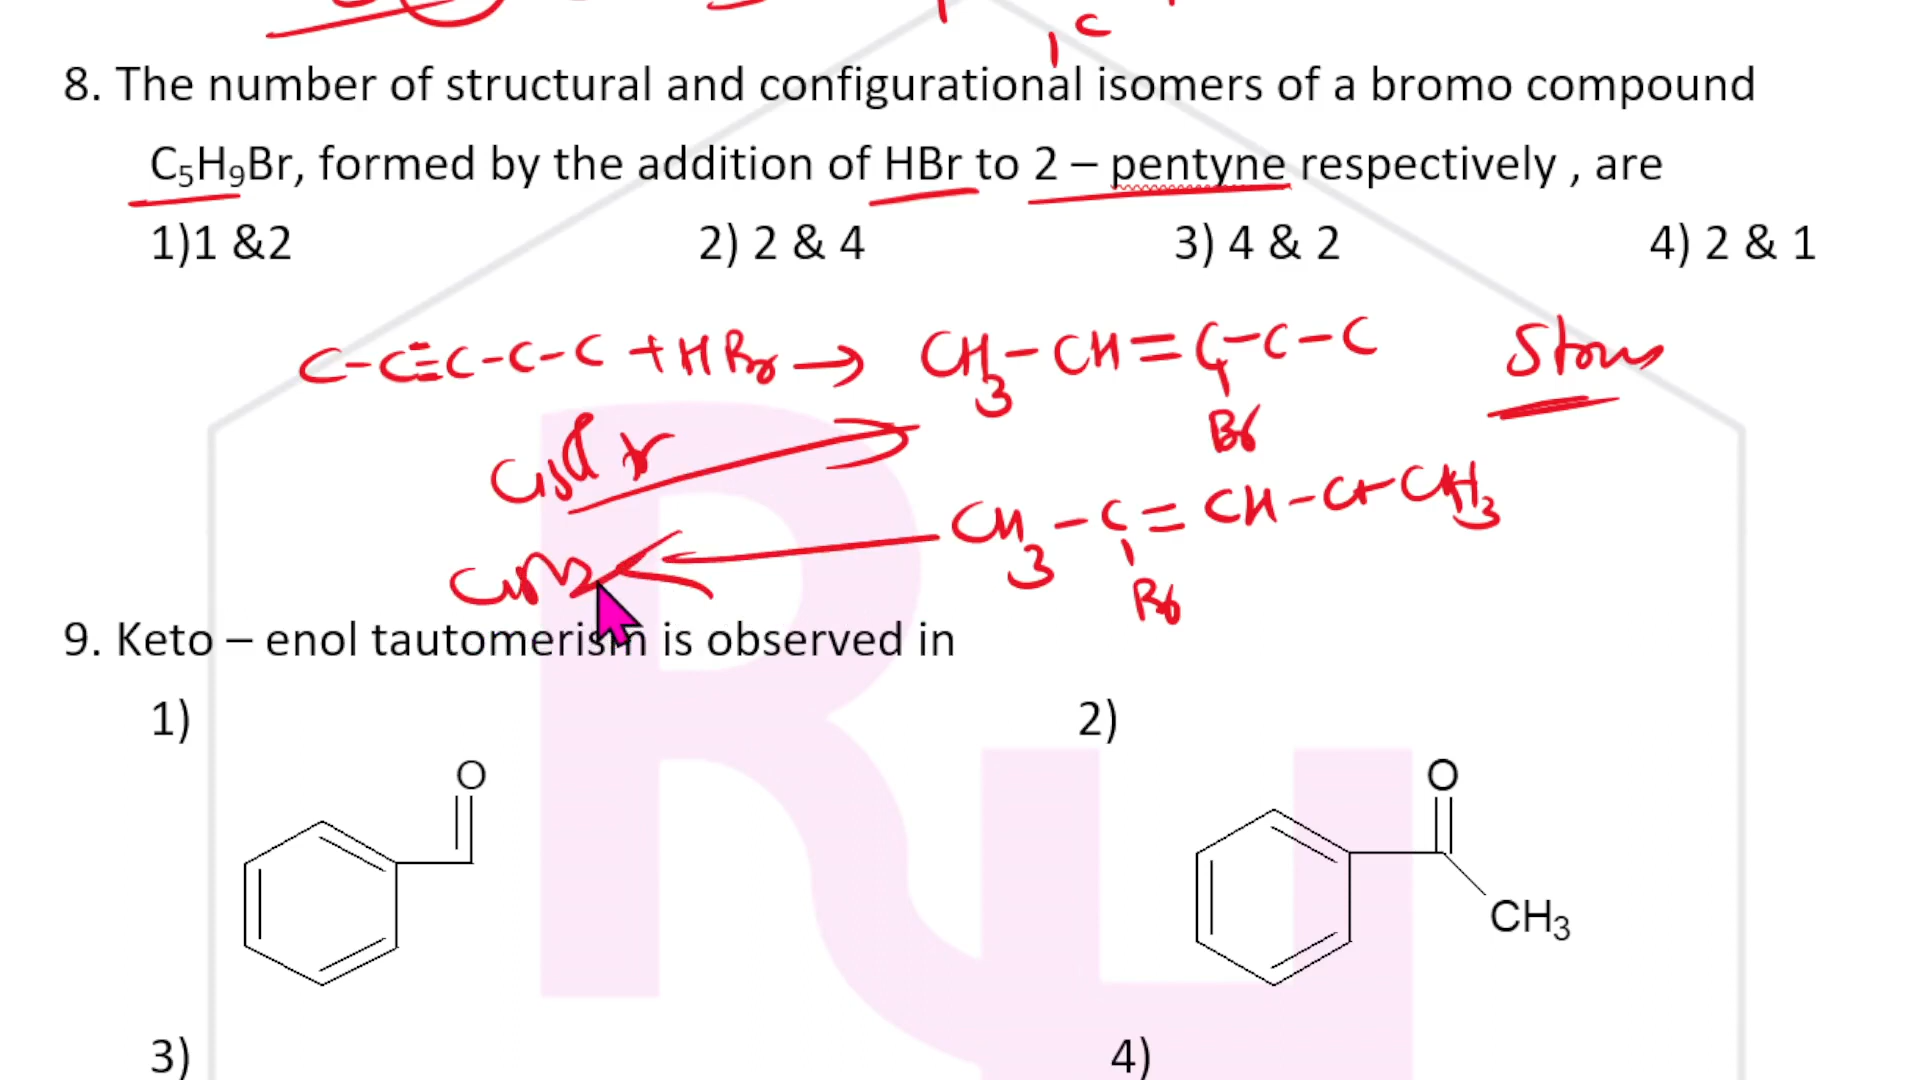 C
8. The number of structural and configurational isomers of a bromo compound
C₅H₉Br, formed by the addition of HBr to 2 – pentyne respectively , are
1)1 &2 2) 2 & 4 3) 4 & 2 4) 2 & 1
C-C≡C-C-C + HBr → CH₃-CH=C-C-C
Br
CH₃-C=CH-C-CH₃
Br
9. Keto – enol tautomerism is observed in
1) 2)
O O
CH₃
3) 4)